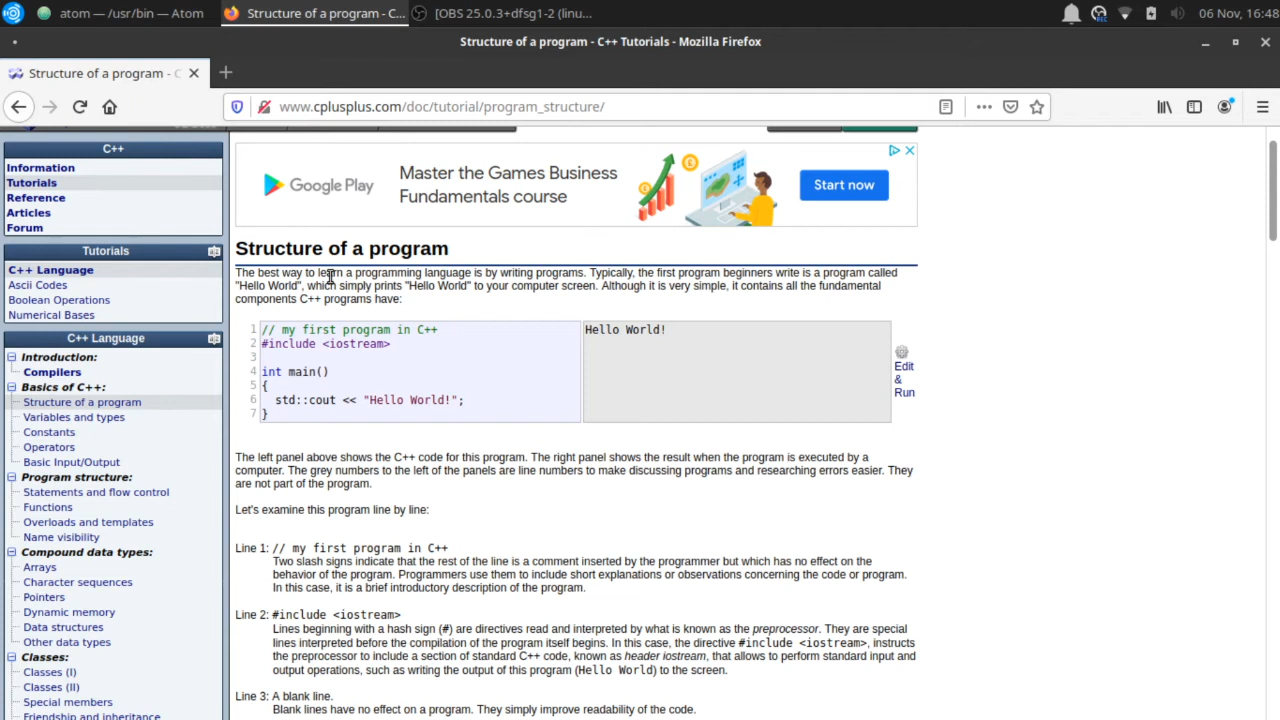 atom — /usr/bin — Atom
Structure of a program - C...
[OBS 25.0.3+dfsg1-2 (linu...
REC
06 Nov, 16:48
Structure of a program - C++ Tutorials - Mozilla Firefox
Structure of a program - C
www.cplusplus.com/doc/tutorial/program_structure/
C++
Information
Tutorials
Reference
Articles
Forum
Tutorials
C++ Language
Ascii Codes
Boolean Operations
Numerical Bases
C++ Language
Introduction:
Compilers
Basics of C++:
Structure of a program
Variables and types
Constants
Operators
Basic Input/Output
Program structure:
Statements and flow control
Functions
Overloads and templates
Name visibility
Compound data types:
Arrays
Character sequences
Pointers
Dynamic memory
Data structures
Other data types
Classes:
Classes (I)
Classes (II)
Special members
Friendship and inheritance
Google Play
Master the Games Business
Fundamentals course
Start now
Structure of a program
The best way to learn a programming language is by writing programs. Typically, the first program beginners write is a program called
"Hello World", which simply prints "Hello World" to your computer screen. Although it is very simple, it contains all the fundamental
components C++ programs have:
1 // my first program in C++
2 #include <iostream>
3
4 int main()
5 {
6 std::cout << "Hello World!";
7 }
Hello World!
Edit
&
Run
The left panel above shows the C++ code for this program. The right panel shows the result when the program is executed by a
computer. The grey numbers to the left of the panels are line numbers to make discussing programs and researching errors easier. They
are not part of the program.
Let's examine this program line by line:
Line 1: // my first program in C++
Two slash signs indicate that the rest of the line is a comment inserted by the programmer but which has no effect on the
behavior of the program. Programmers use them to include short explanations or observations concerning the code or program.
In this case, it is a brief introductory description of the program.
Line 2: #include <iostream>
Lines beginning with a hash sign (#) are directives read and interpreted by what is known as the preprocessor. They are special
lines interpreted before the compilation of the program itself begins. In this case, the directive #include <iostream>, instructs
the preprocessor to include a section of standard C++ code, known as header iostream, that allows to perform standard input and
output operations, such as writing the output of this program (Hello World) to the screen.
Line 3: A blank line.
Blank lines have no effect on a program. They simply improve readability of the code.